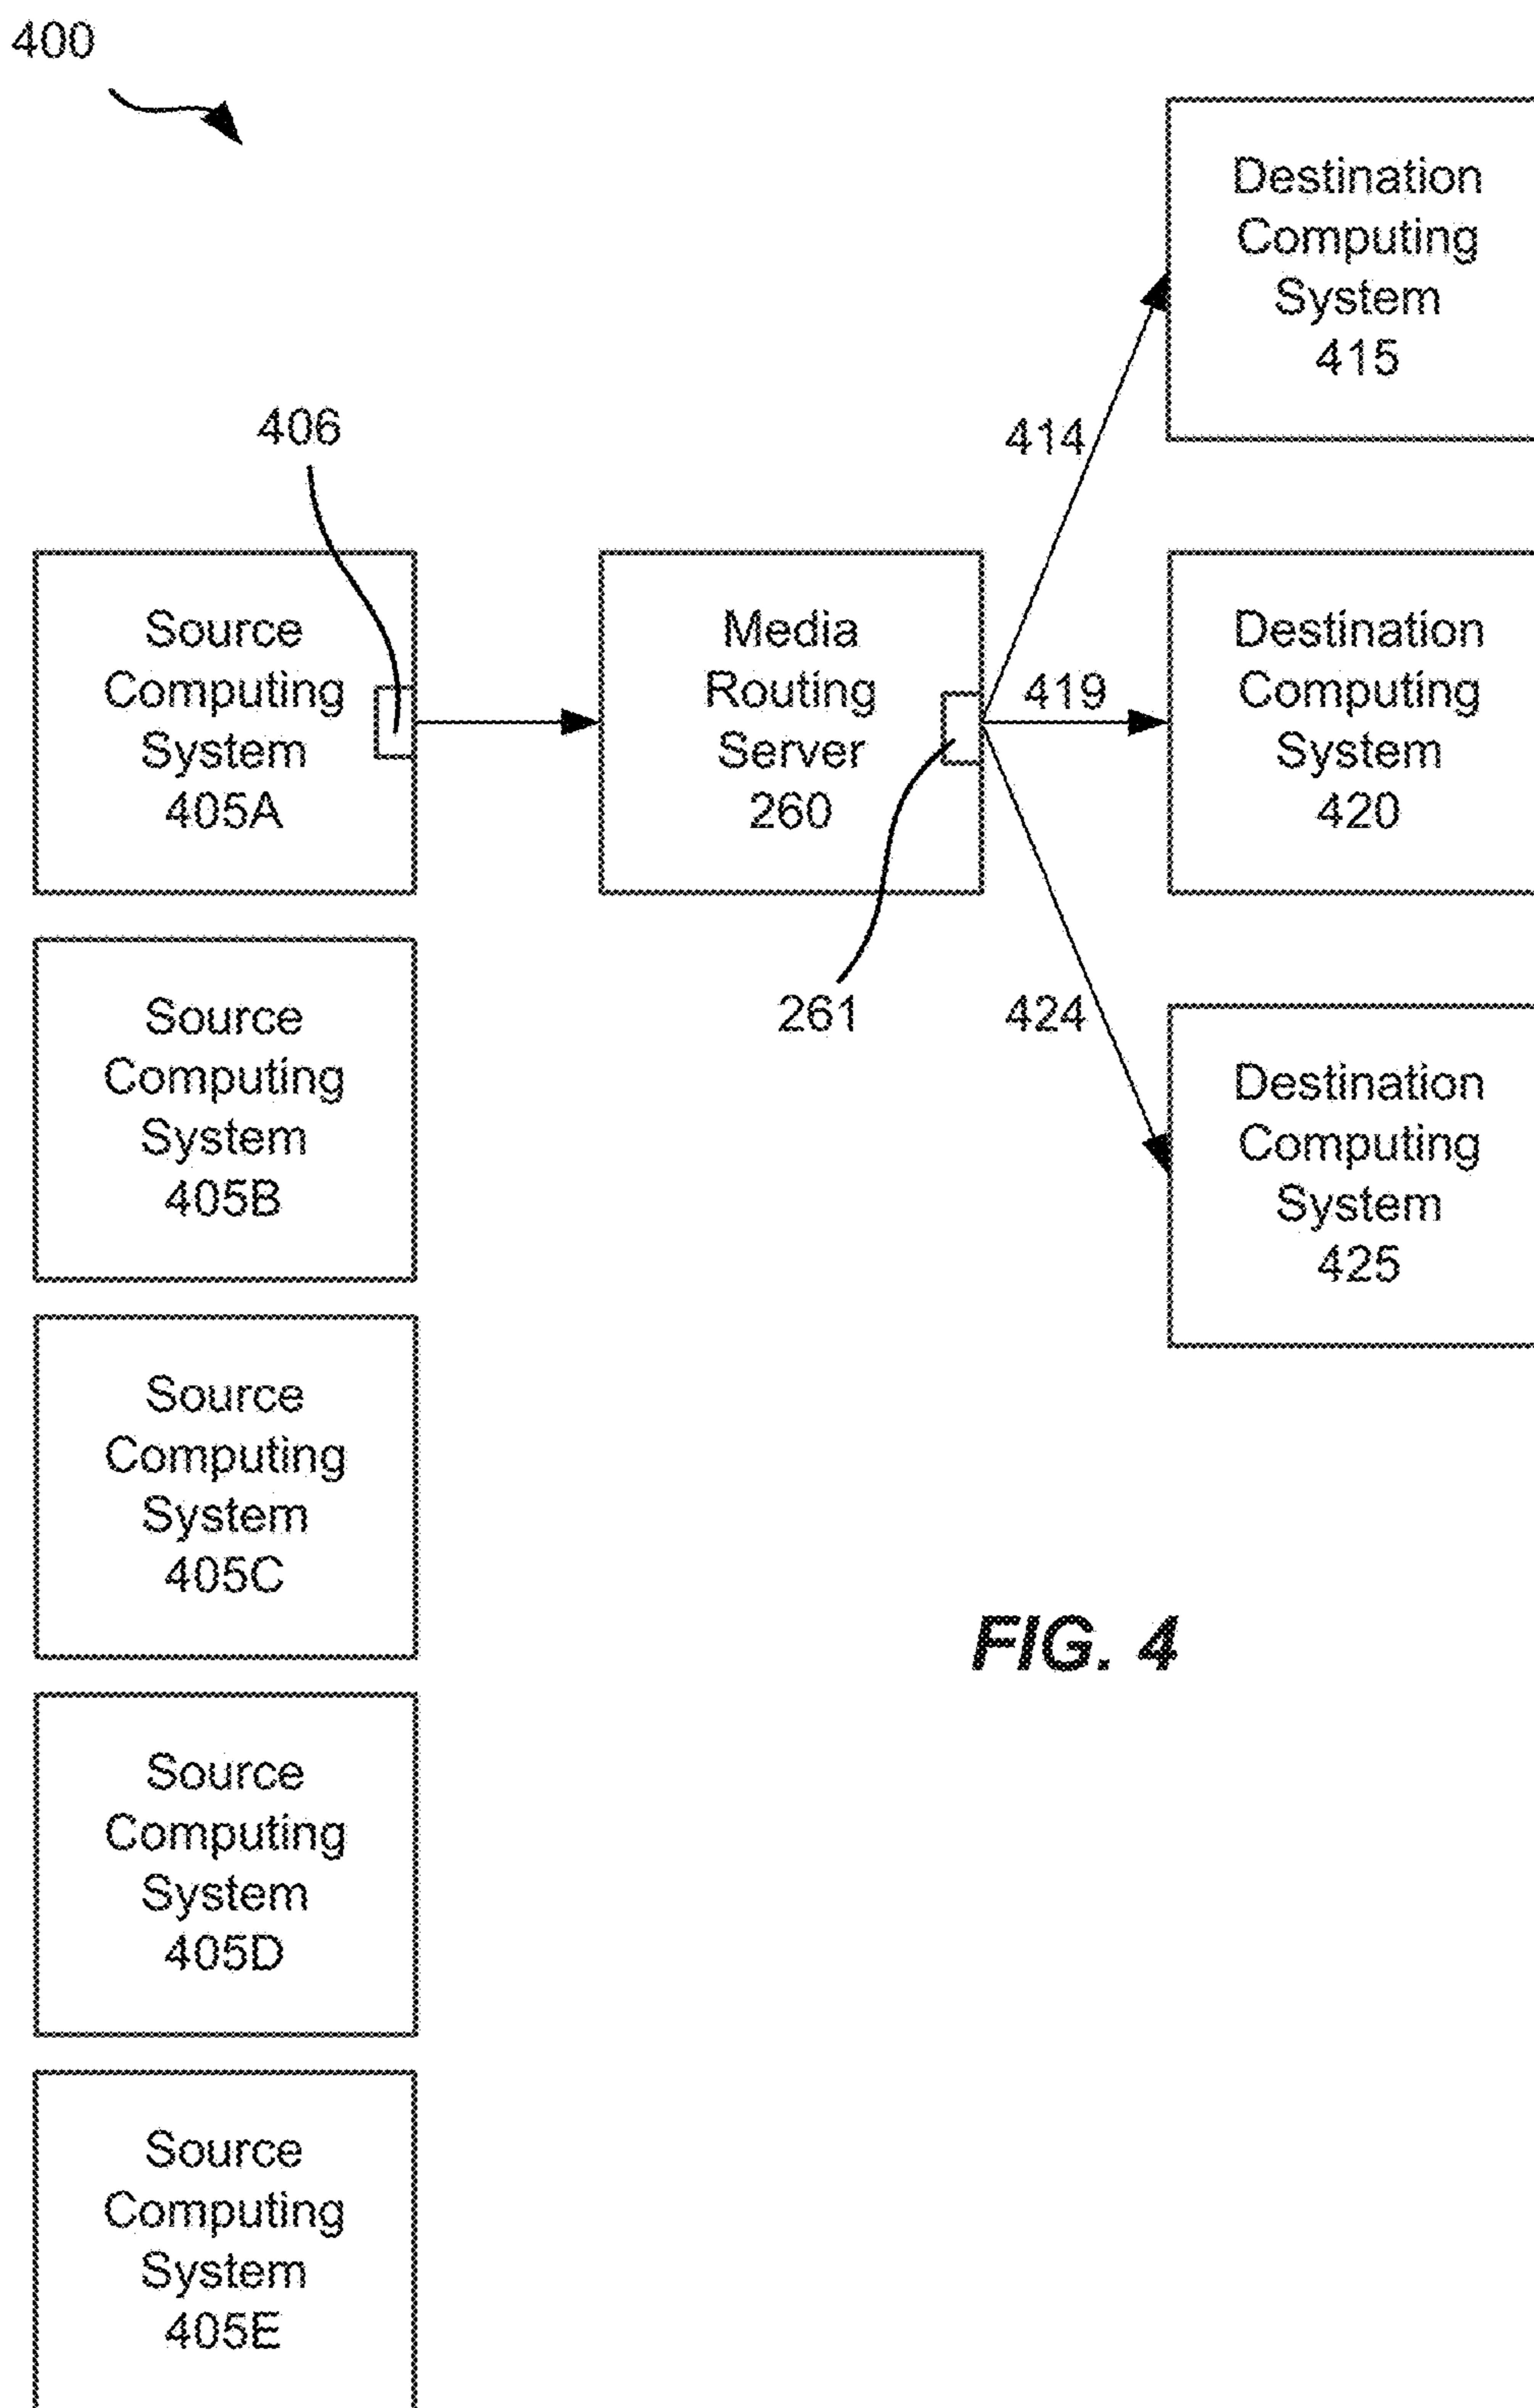 400
Destination
Computing
System
415
414
406
Source
Computing
System
405A
Media
Routing
Server
260
419
Destination
Computing
System
420
261
424
Source
Computing
System
405B
Destination
Computing
System
425
Source
Computing
System
405C
FIG. 4
Source
Computing
System
405D
Source
Computing
System
405E